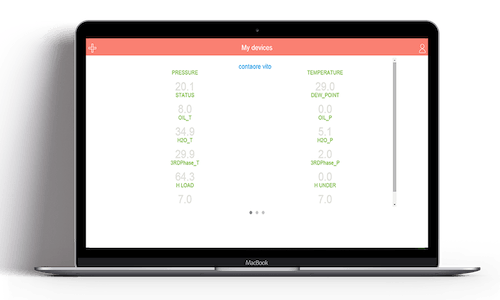 My devices
contaore vito
PRESSURE TEMPERATURE
20.1 29.0
STATUS DEW_POINT
8.0 0.0
OIL_T OIL_P
34.9 5.1
H2O_T H2O_P
29.9 2.0
3RDPhase_T 3RDPhase_P
64.3 0.0
H LOAD H UNDER
7.0 7.0
MacBook